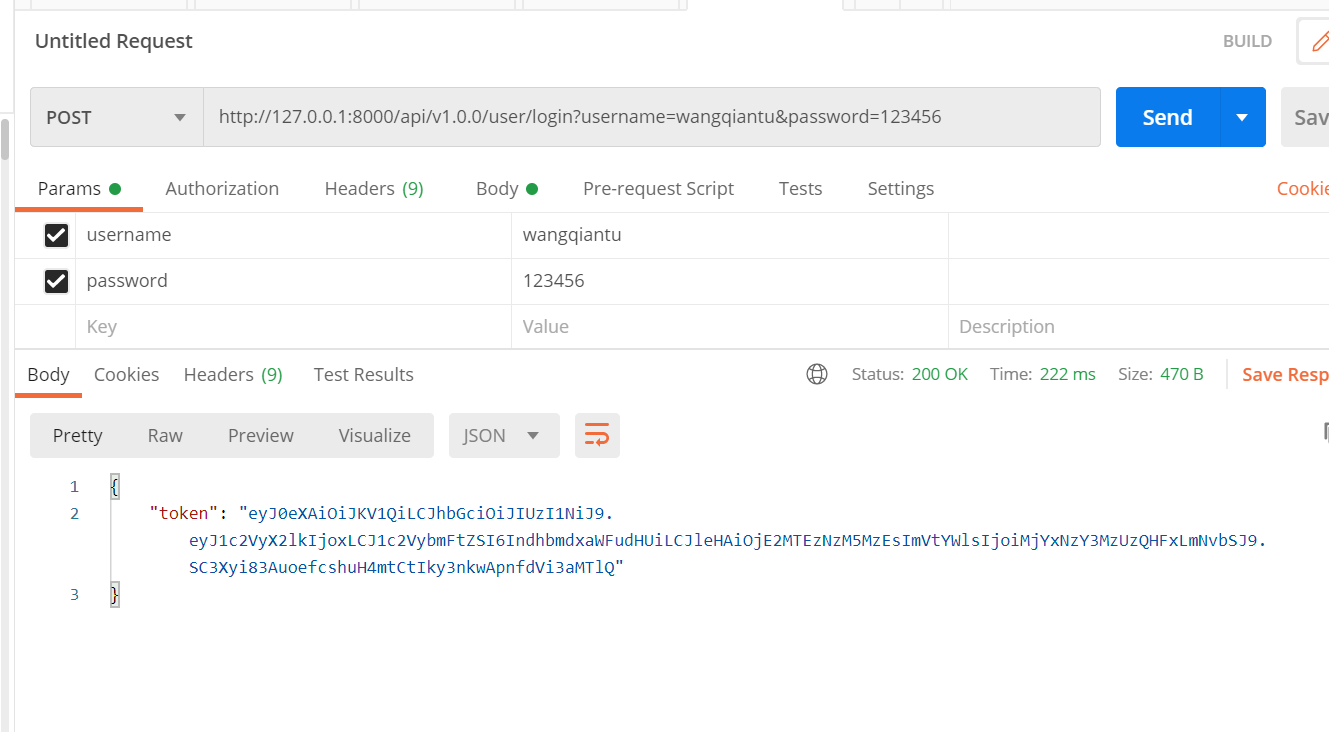 Untitled Request
BUILD
POST
http://127.0.0.1:8000/api/v1.0.0/user/login?username=wangqiantu&password=123456
Send
Sav
Params
Authorization
Headers (9)
Body
Pre-request Script
Tests
Settings
Cookie
username
wangqiantu
password
123456
Key
Value
Description
Body
Cookies
Headers (9)
Test Results
Status: 200 OK
Time: 222 ms
Size: 470 B
Save Resp
Pretty
Raw
Preview
Visualize
JSON
1
{
2
"token": "eyJ0eXAiOiJKV1QiLCJhbGciOiJIUzI1NiJ9.
eyJ1c2VyX2lkIjoxLCJ1c2VybmFtZSI6IndhbmdxaWFudHUiLCJleHAiOjE2MTEzNzM5MzEsImVtYWlsIjoiMjYxNzY3MzUzQHFxLmNvbSJ9.
SC3Xyi83AuoefcshuH4mtCtIky3nkwApnfdVi3aMTlQ"
3
}